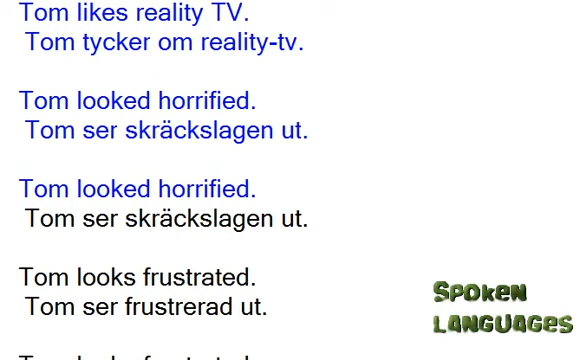 Tom likes reality TV.
Tom tycker om reality-tv.
Tom looked horrified.
Tom ser skräckslagen ut.
Tom looked horrified.
Tom ser skräckslagen ut.
Tom looks frustrated.
Tom ser frustrerad ut.
Spoken
Languages